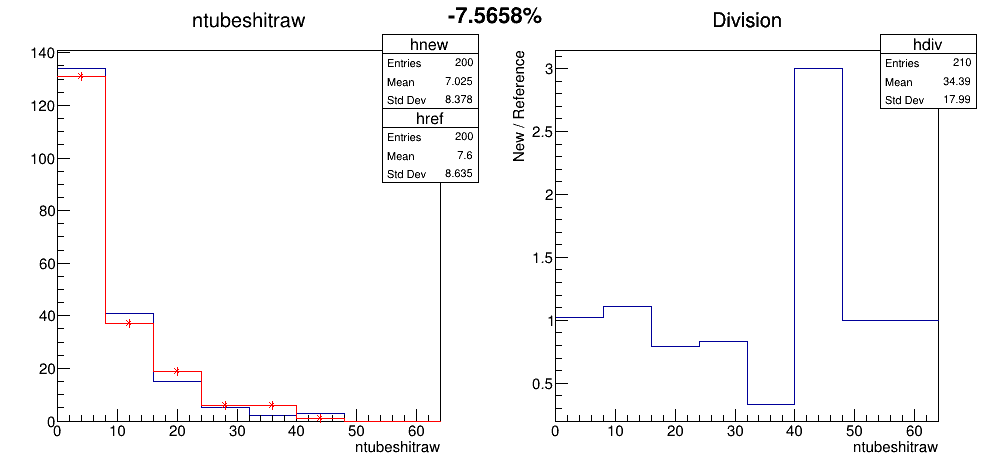 -7.5658%
ntubeshitraw
hnew
Entries 200
Mean 7.025
Std Dev 8.378
href
Entries 200
Mean 7.6
Std Dev 8.635
140
120
100
80
60
40
20
0
0 10 20 30 40 50 60
ntubeshitraw
Division
hdiv
Entries 210
Mean 34.39
Std Dev 17.99
New / Reference
3
2.5
2
1.5
1
0.5
0 10 20 30 40 50 60
ntubeshitraw